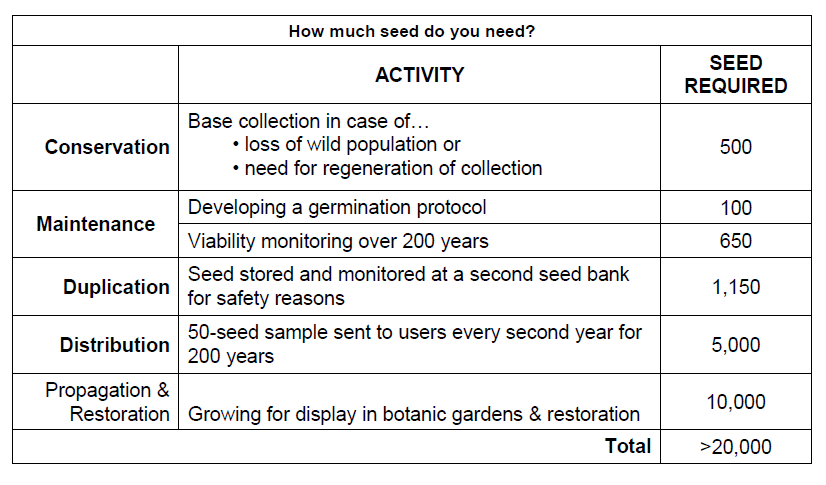 How much seed do you need?
ACTIVITY
SEED
REQUIRED
Conservation
Base collection in case of…
• loss of wild population or
• need for regeneration of collection
500
Maintenance
Developing a germination protocol
100
Viability monitoring over 200 years
650
Duplication
Seed stored and monitored at a second seed bank
for safety reasons
1,150
Distribution
50-seed sample sent to users every second year for
200 years
5,000
Propagation &
Restoration
Growing for display in botanic gardens & restoration
10,000
Total
>20,000